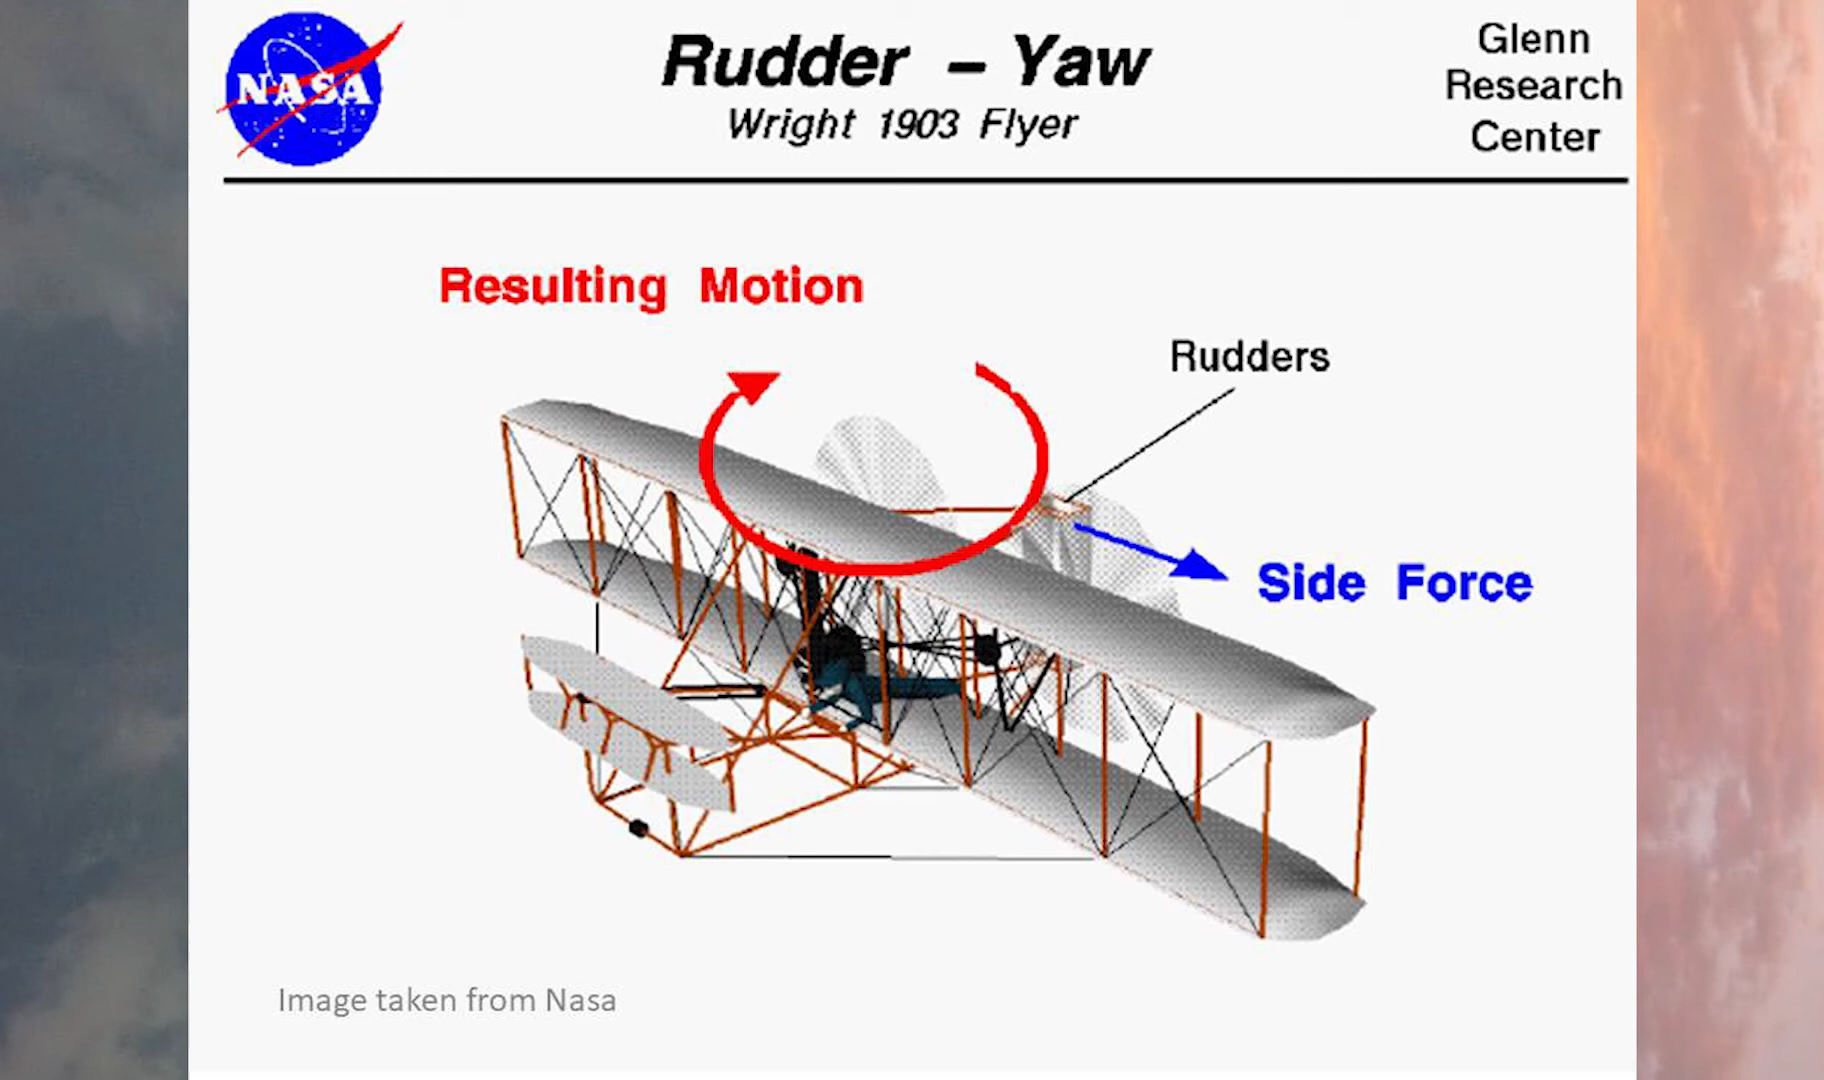 NASA
Rudder - Yaw
Wright 1903 Flyer
Glenn
Research
Center
Resulting Motion
Rudders
Side Force
Image taken from Nasa